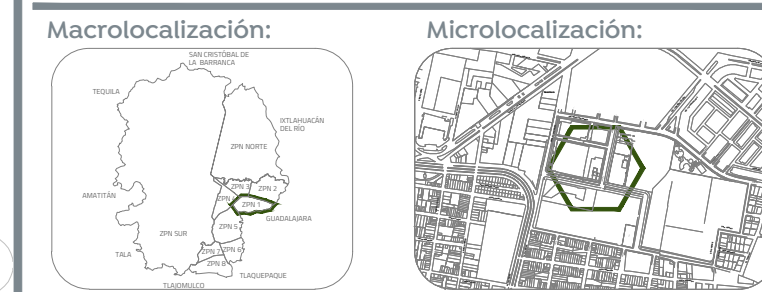 Macrolocalización:
Microlocalización:
SAN CRISTÓBAL DE
LA BARRANCA
TEQUILA
IXTLAHUACÁN
DEL RÍO
ZPN NORTE
ZPN 3
ZPN 2
AMATITÁN
ZPN 1
GUADALAJARA
ZPN SUR
ZPN 5
TALA
ZPN 7
ZPN 6
ZPN 8
TLAQUEPAQUE
TLAJOMULCO